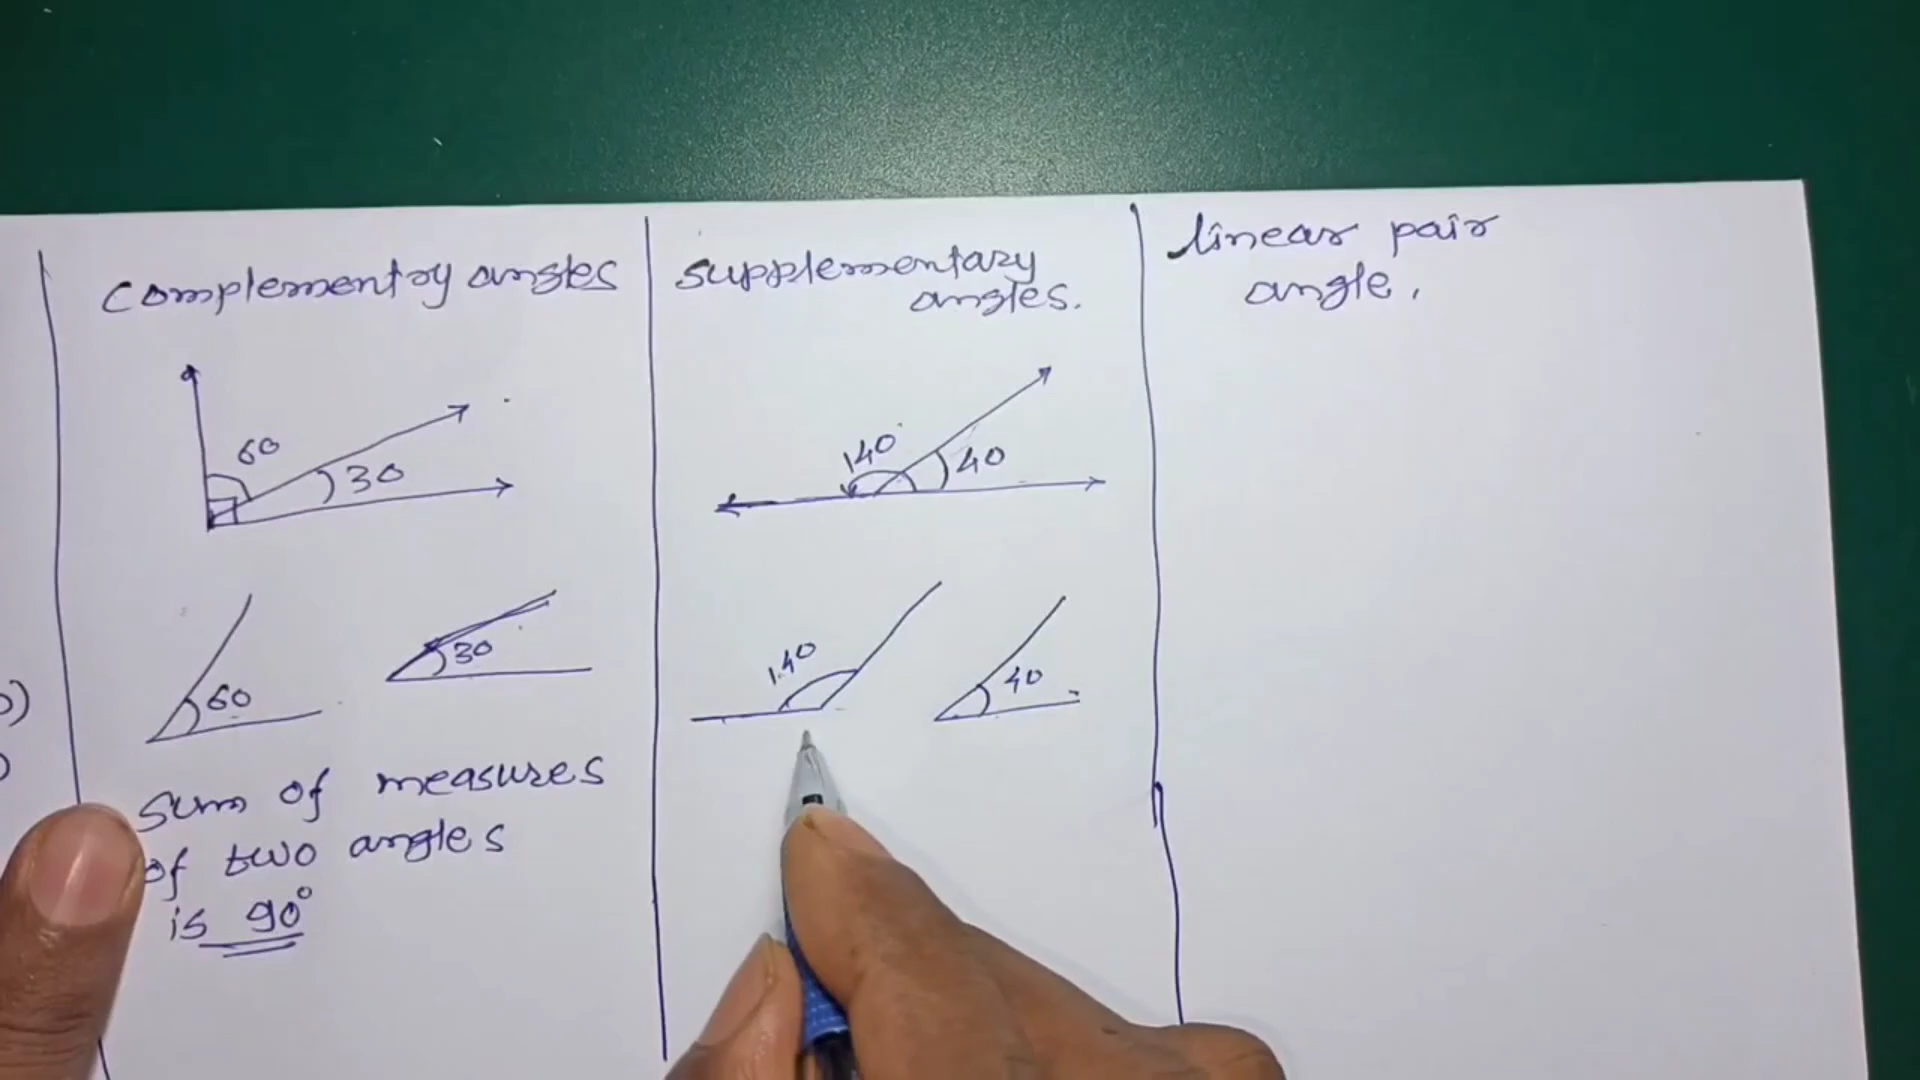 complementry angles
60
30
60
30
sum of measures
of two angles
is 90°
supplementary
angles.
140
40
140
40
linear pair
angle.